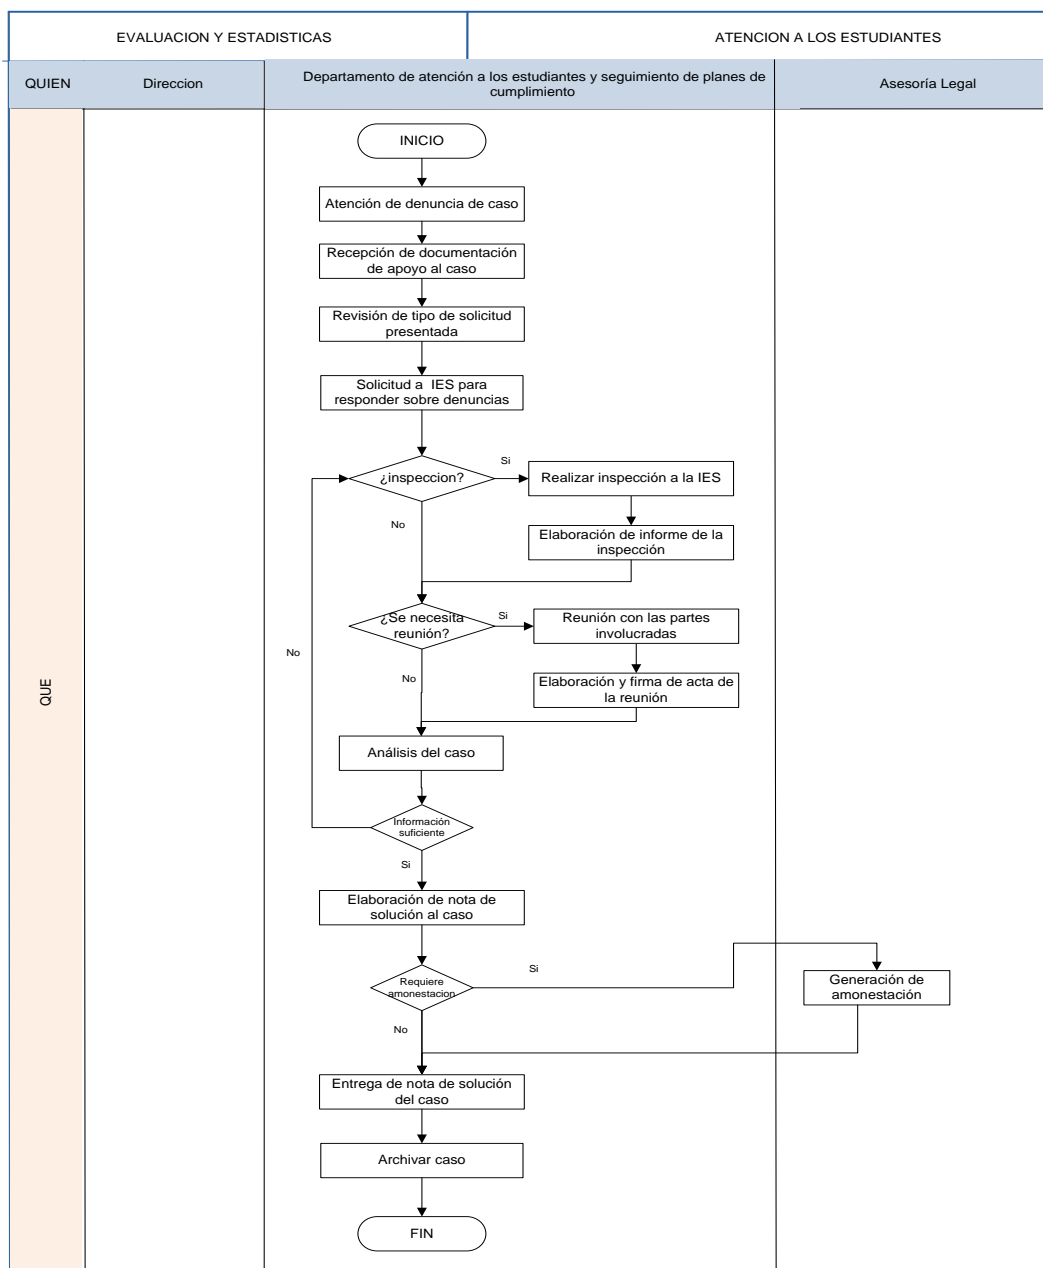 EVALUACION Y ESTADISTICAS
ATENCION A LOS ESTUDIANTES
QUIEN
Direccion
Departamento de atención a los estudiantes y seguimiento de planes de
cumplimiento
Asesoría Legal
QUE
INICIO
Atención de denuncia de caso
Recepción de documentación
de apoyo al caso
Revisión de tipo de solicitud
presentada
Solicitud a IES para
responder sobre denuncias
¿inspeccion?
Si
Realizar inspección a la IES
No
Elaboración de informe de la
inspección
¿Se necesita
reunión?
Si
Reunión con las partes
involucradas
No
No
Elaboración y firma de acta de
la reunión
Análisis del caso
Información
suficiente
Si
Elaboración de nota de
solución al caso
Requiere
amonestacion
Si
Generación de
amonestación
No
Entrega de nota de solución
del caso
Archivar caso
FIN